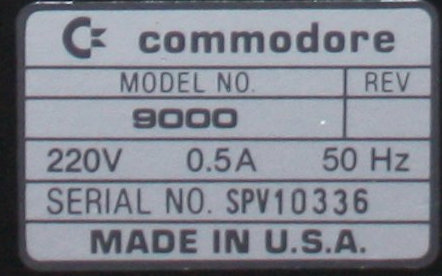 commodore
MODEL NO. REV
9000
220V 0.5A 50 Hz
SERIAL NO. SPV10336
MADE IN U.S.A.